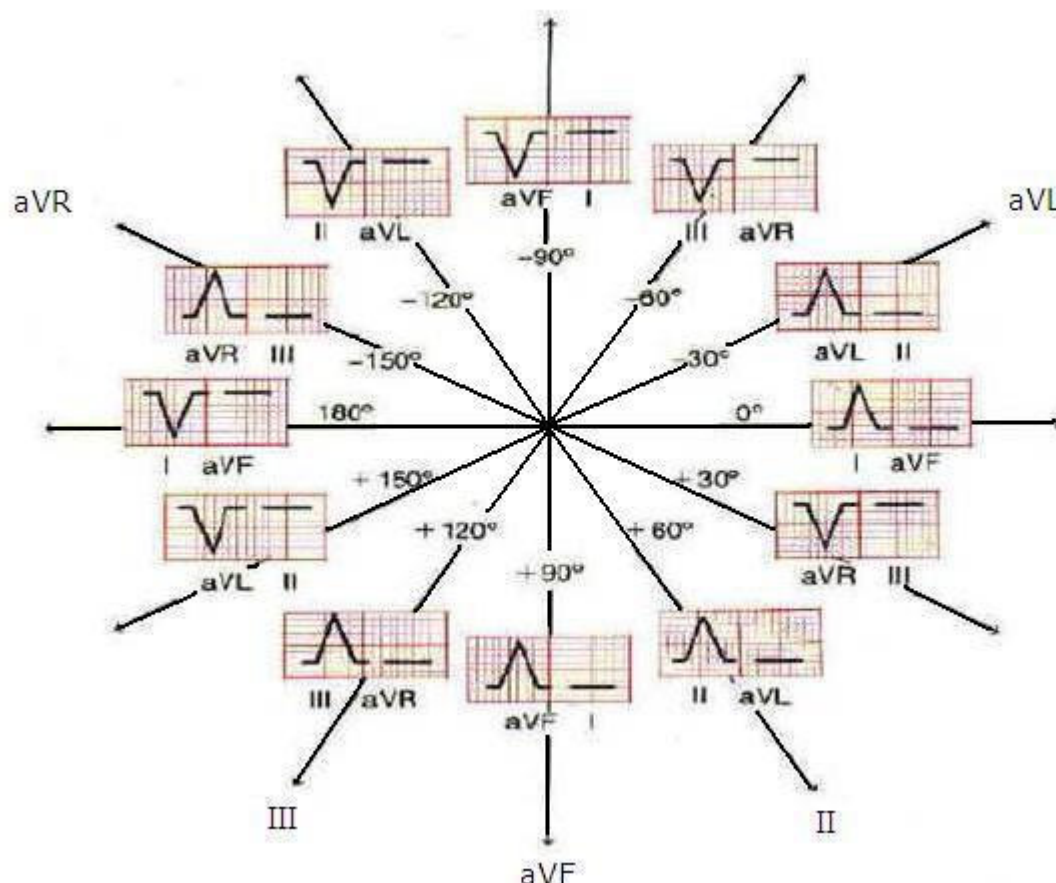 aVR
aVL
II aVL
aVF I
III aVR
−90°
−120°
−60°
aVR III
aVL II
−150°
−30°
180°
0°
I aVF
I aVF
+150°
+30°
+120°
+60°
aVL II
aVR III
+90°
III aVR
aVF I
II aVL
III
II
aVF